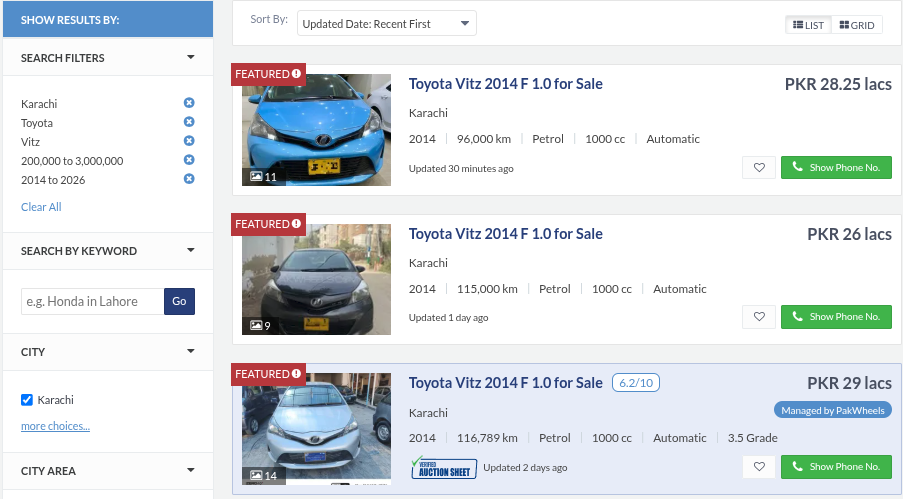 SHOW RESULTS BY:
SEARCH FILTERS
Karachi
Toyota
Vitz
200,000 to 3,000,000
2014 to 2026
Clear All
SEARCH BY KEYWORD
e.g. Honda in Lahore Go
CITY
Karachi
more choices...
CITY AREA
Sort By: Updated Date: Recent First LIST GRID
FEATURED
11
Toyota Vitz 2014 F 1.0 for Sale PKR 28.25 lacs
Karachi
2014 96,000 km Petrol 1000 cc Automatic
Updated 30 minutes ago Show Phone No.
FEATURED
9
Toyota Vitz 2014 F 1.0 for Sale PKR 26 lacs
Karachi
2014 115,000 km Petrol 1000 cc Automatic
Updated 1 day ago Show Phone No.
FEATURED
14
Toyota Vitz 2014 F 1.0 for Sale 6.2/10 PKR 29 lacs
Karachi Managed by PakWheels
2014 116,789 km Petrol 1000 cc Automatic 3.5 Grade
VERIFIED
AUCTION SHEET Updated 2 days ago Show Phone No.